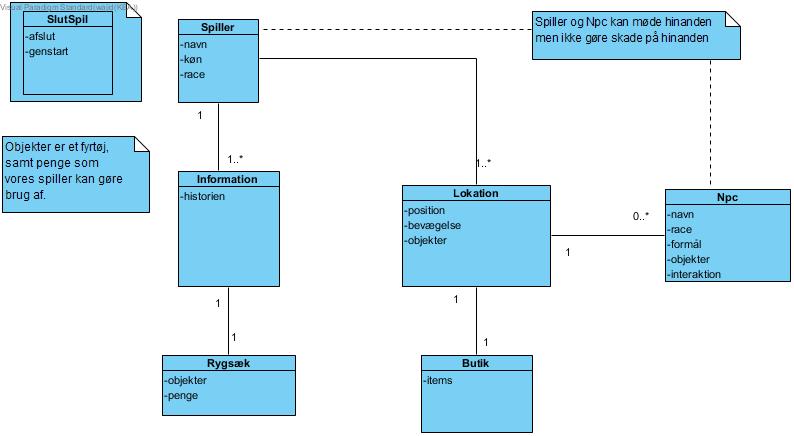 Visual Paradigm Standard(wajd(KEA))
SlutSpil
-afslut
-genstart
Spiller
-navn
-køn
-race
Spiller og Npc kan møde hinanden
men ikke gøre skade på hinanden
Objekter er et fyrtøj,
samt penge som
vores spiller kan gøre
brug af.
1
1..*
Information
-historien
1..*
Lokation
-position
-bevægelse
-objekter
0..*
1
Npc
-navn
-race
-formål
-objekter
-interaktion
1
1
Rygsæk
-objekter
-penge
1
1
Butik
-items